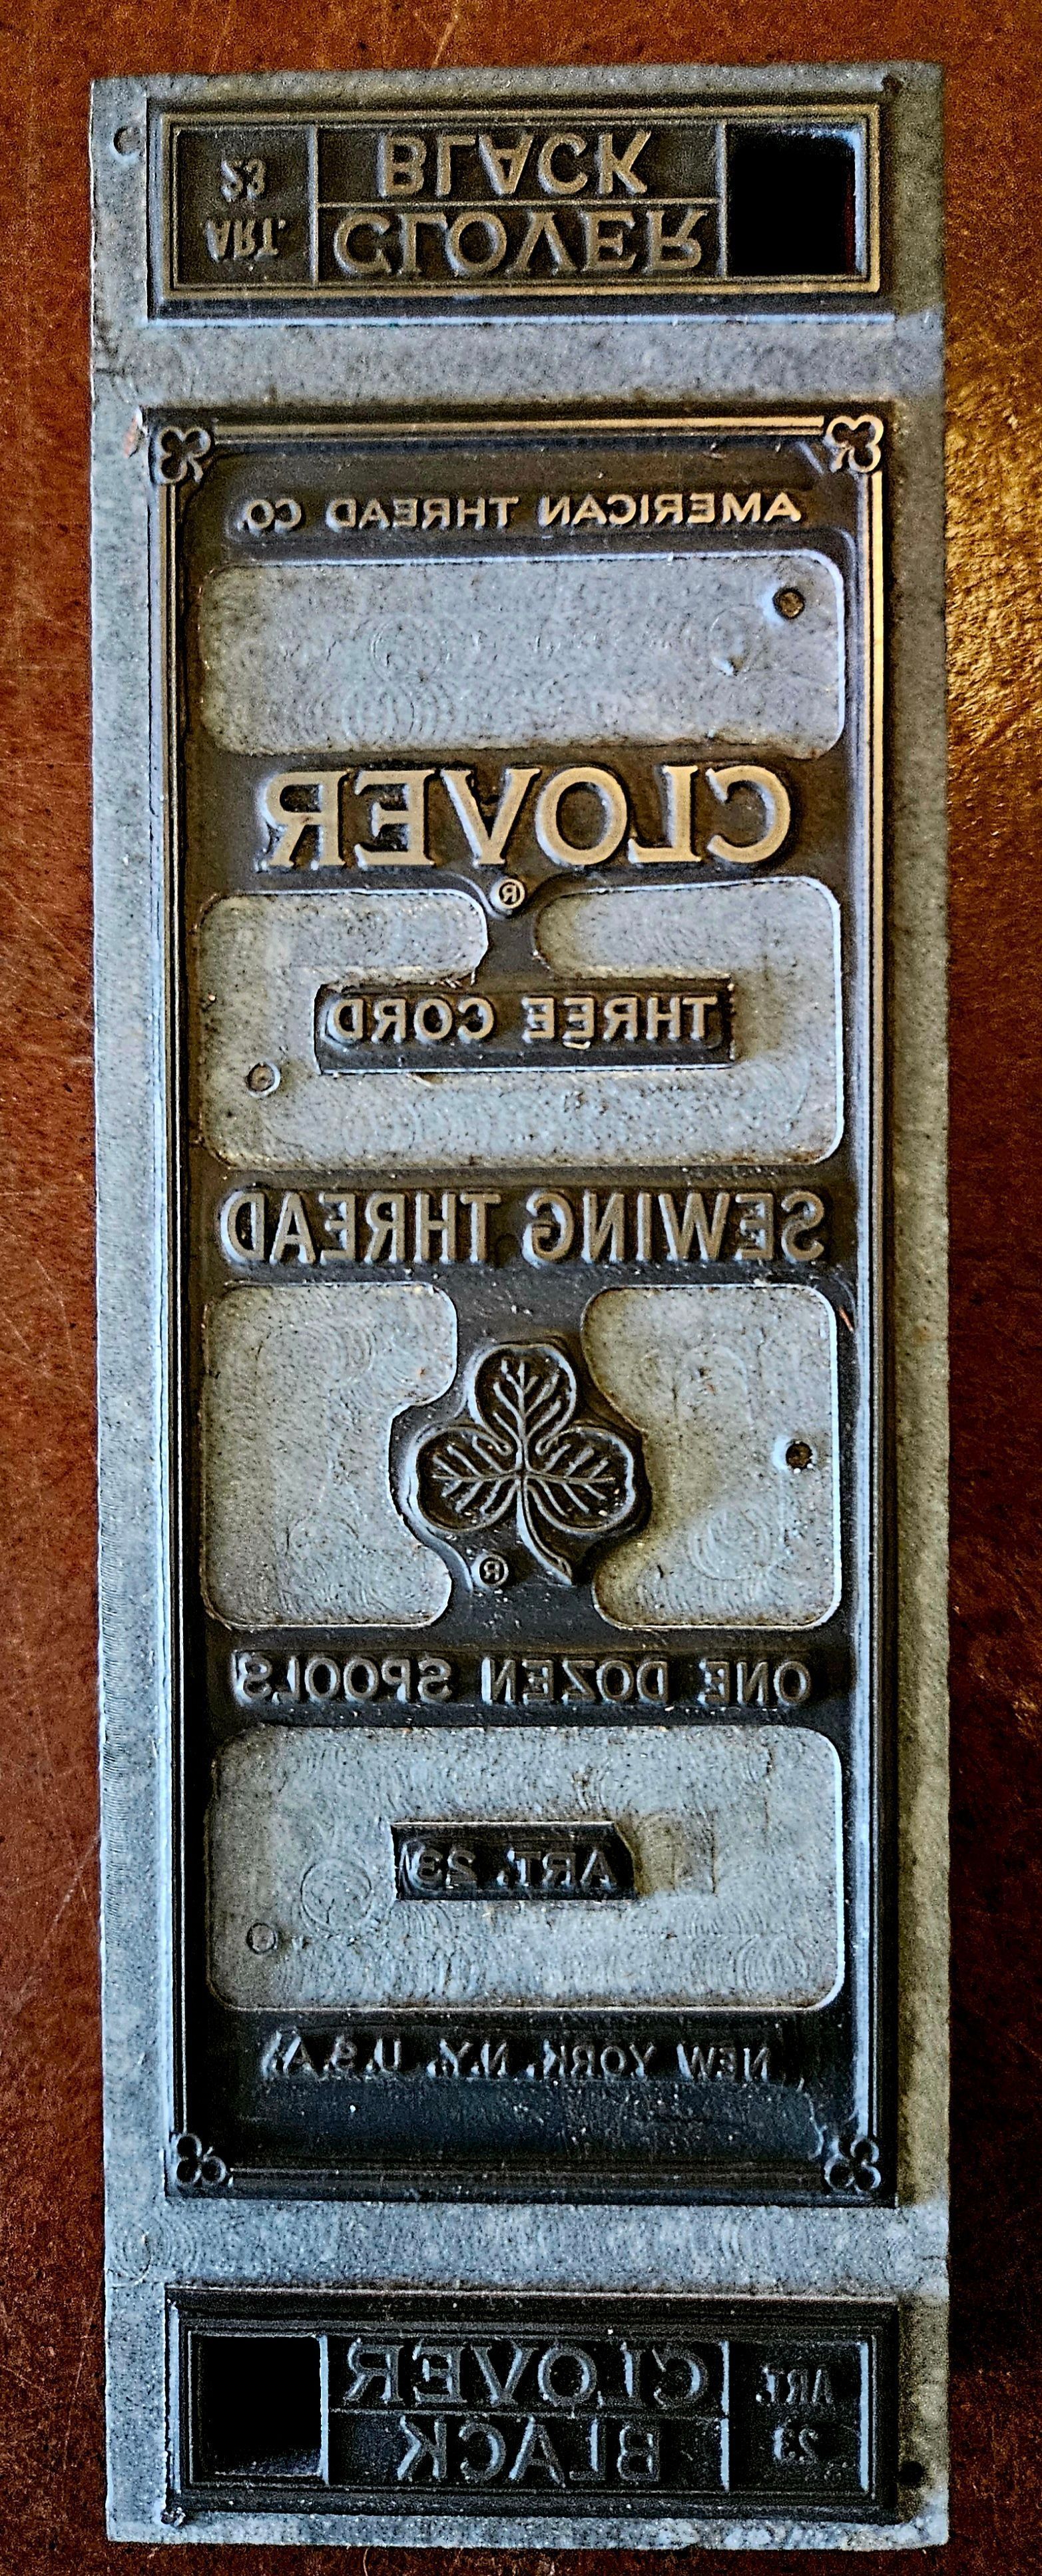 ART.
23
CLOVER
BLACK
AMERICAN THREAD CO.
CLOVER
®
THREE CORD
SEWING THREAD
®
ONE DOZEN SPOOLS
ART. 23
NEW YORK, N.Y., U.S.A.
ART.
23
CLOVER
BLACK